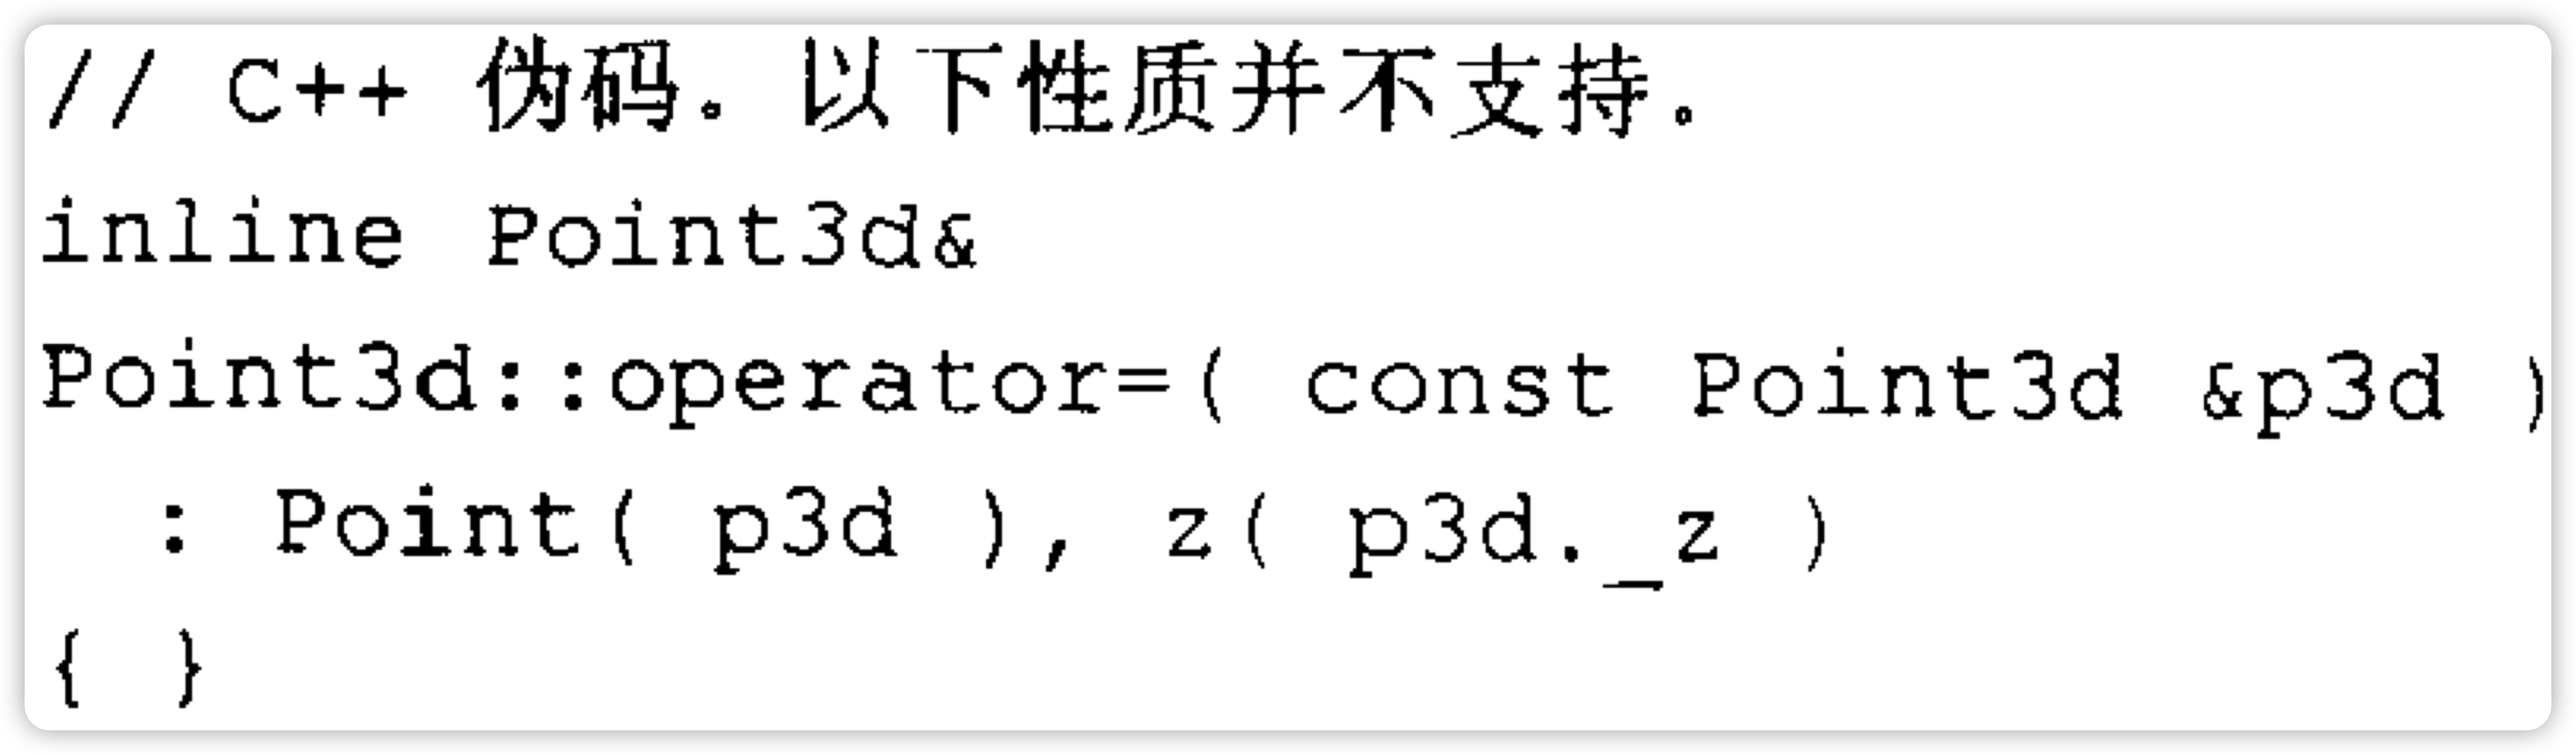 // C++ 伪码。以下性质并不支持。
inline Point3d&
Point3d::operator=( const Point3d &p3d )
: Point( p3d ), z( p3d._z )
{ }